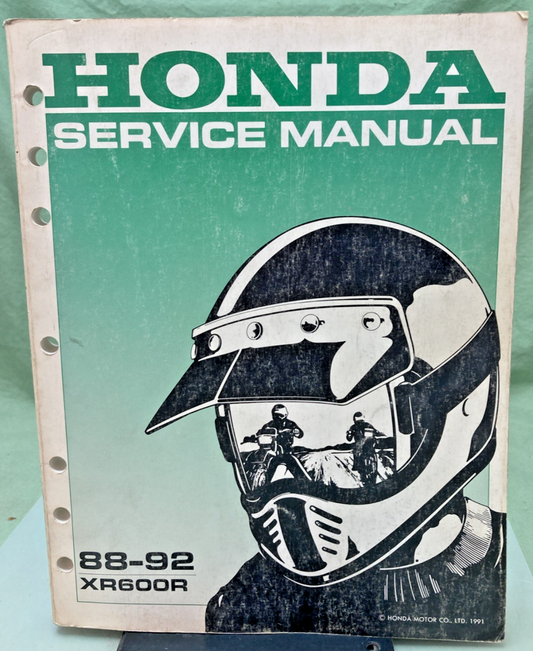 HONDA
SERVICE MANUAL
88-92
XR600R
© HONDA MOTOR CO., LTD. 1991